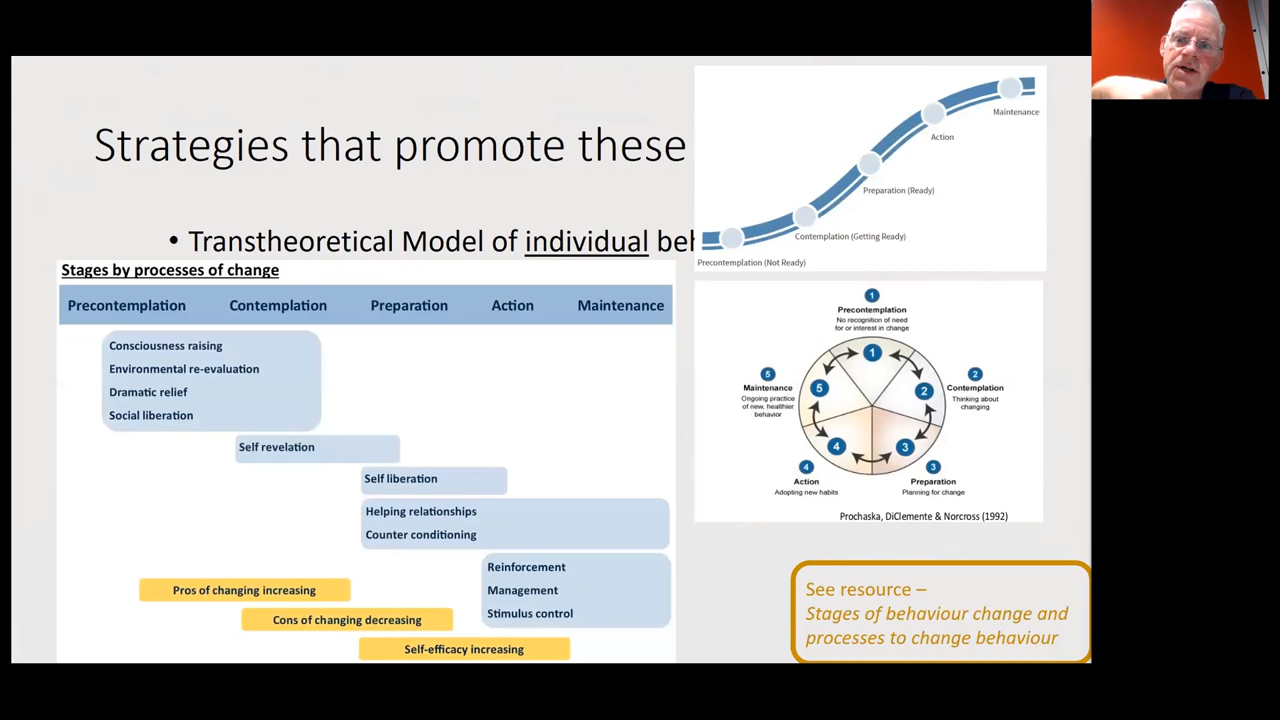 Strategies that promote these
• Transtheoretical Model of individual beh
Stages by processes of change
Precontemplation Contemplation Preparation Action Maintenance
Consciousness raising
Environmental re-evaluation
Dramatic relief
Social liberation
Self revelation
Self liberation
Helping relationships
Counter conditioning
Reinforcement
Management
Stimulus control
Pros of changing increasing
Cons of changing decreasing
Self-efficacy increasing
Maintenance
Action
Preparation (Ready)
Contemplation (Getting Ready)
Precontemplation (Not Ready)
1
Precontemplation
No recognition of need
for or interest in change
2
Contemplation
Thinking about
changing
3
Preparation
Planning for change
4
Action
Adopting new habits
5
Maintenance
Ongoing practice
of new, healthier
behavior
1
2
3
4
5
Prochaska, DiClemente & Norcross (1992)
See resource –
Stages of behaviour change and
processes to change behaviour